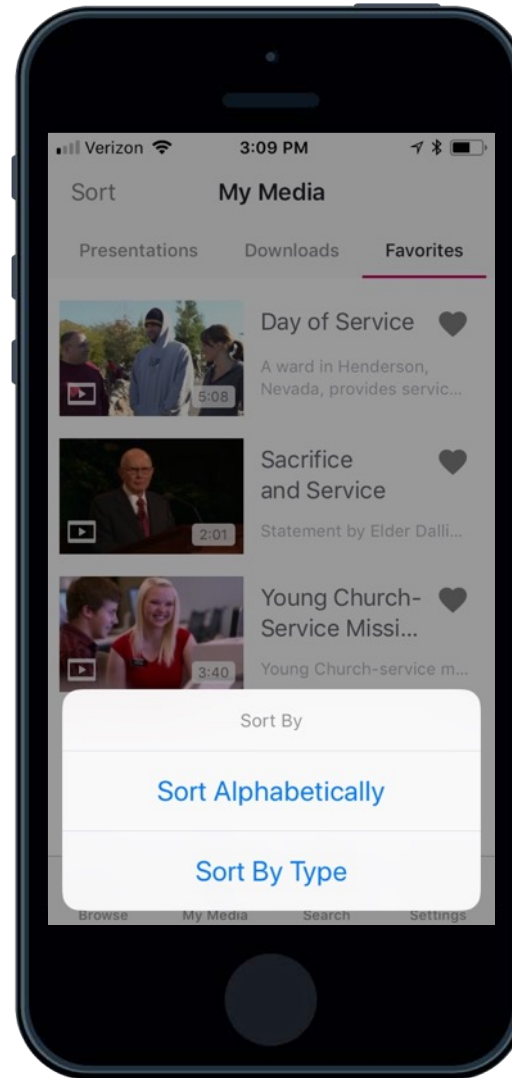 Verizon 3:09 PM
Sort My Media
Presentations Downloads Favorites
Day of Service
A ward in Henderson,
Nevada, provides servic...
5:08
Sacrifice
and Service
Statement by Elder Dalli...
2:01
Young Church-
Service Missi...
Young Church-service m...
3:40
Sort By
Sort Alphabetically
Sort By Type
Browse My Media Search Settings